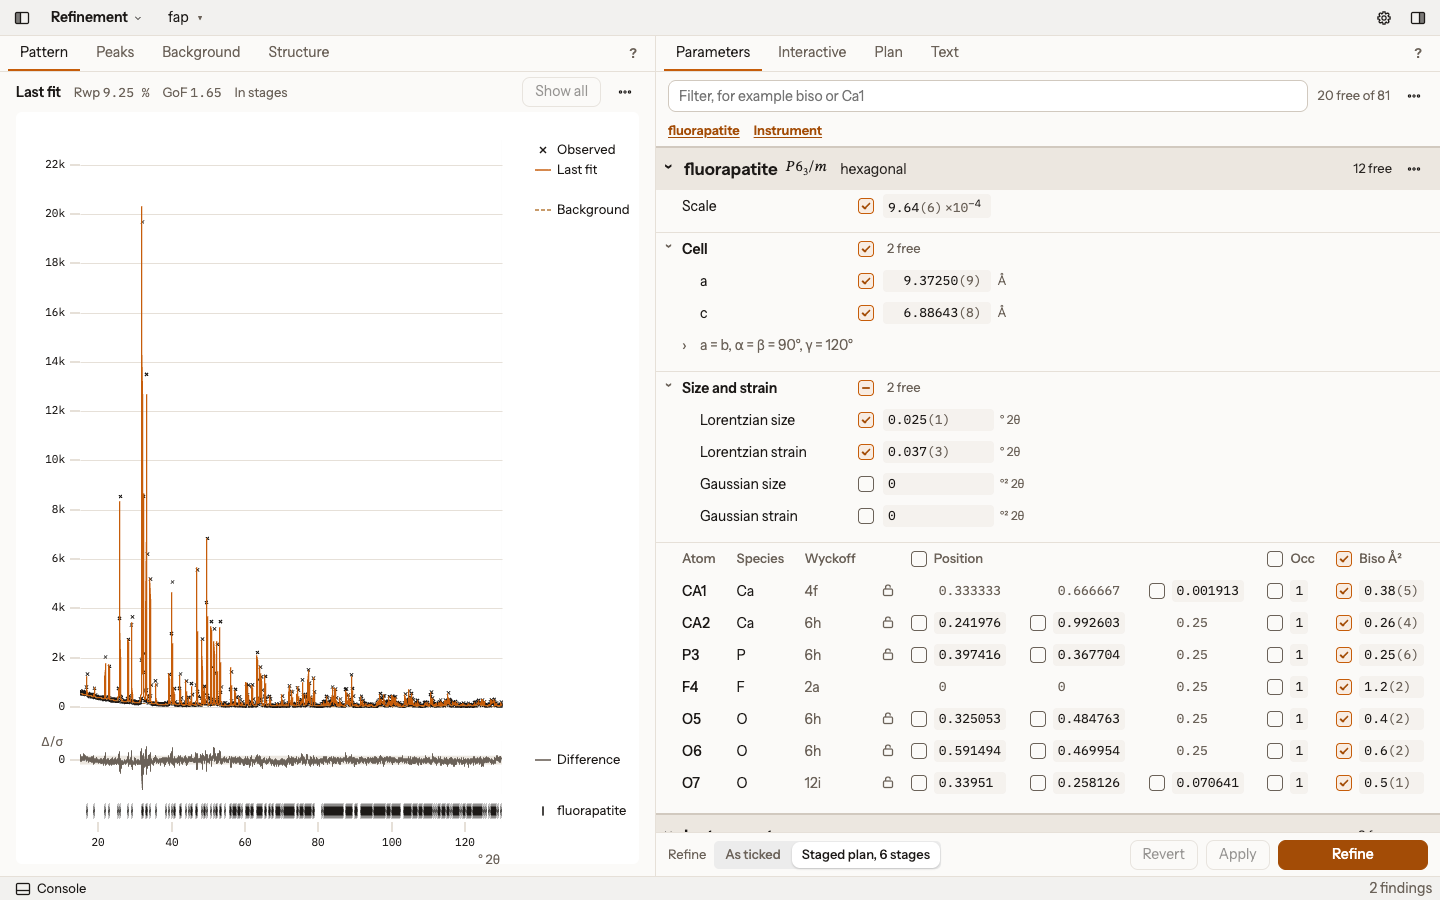 Refinement fap
Pattern Peaks Background Structure ?
Last fit Rwp 9.25 % GoF 1.65 In stages Show all
Observed
Last fit
Background
22k
20k
18k
16k
14k
12k
10k
8k
6k
4k
2k
0
Δ/σ
0
Difference
fluorapatite
20 40 60 80 100 120
°2θ
Parameters Interactive Plan Text ?
Filter, for example biso or Ca1 20 free of 81
fluorapatite Instrument
fluorapatite P6₃/m hexagonal 12 free
Scale 9.64(6) ×10⁻⁴
Cell 2 free
a 9.37250(9) Å
c 6.88643(8) Å
a = b, α = β = 90°, γ = 120°
Size and strain 2 free
Lorentzian size 0.025(1) °2θ
Lorentzian strain 0.037(3) °2θ
Gaussian size 0 °² 2θ
Gaussian strain 0 °² 2θ
Atom Species Wyckoff Position Occ Biso Å²
CA1 Ca 4f 0.333333 0.666667 0.001913 1 0.38(5)
CA2 Ca 6h 0.241976 0.992603 0.25 1 0.26(4)
P3 P 6h 0.397416 0.367704 0.25 1 0.25(6)
F4 F 2a 0 0 0.25 1 1.2(2)
O5 O 6h 0.325053 0.484763 0.25 1 0.4(2)
O6 O 6h 0.591494 0.469954 0.25 1 0.6(2)
O7 O 12i 0.33951 0.258126 0.070641 1 0.5(1)
Refine As ticked Staged plan, 6 stages Revert Apply Refine
Console 2 findings